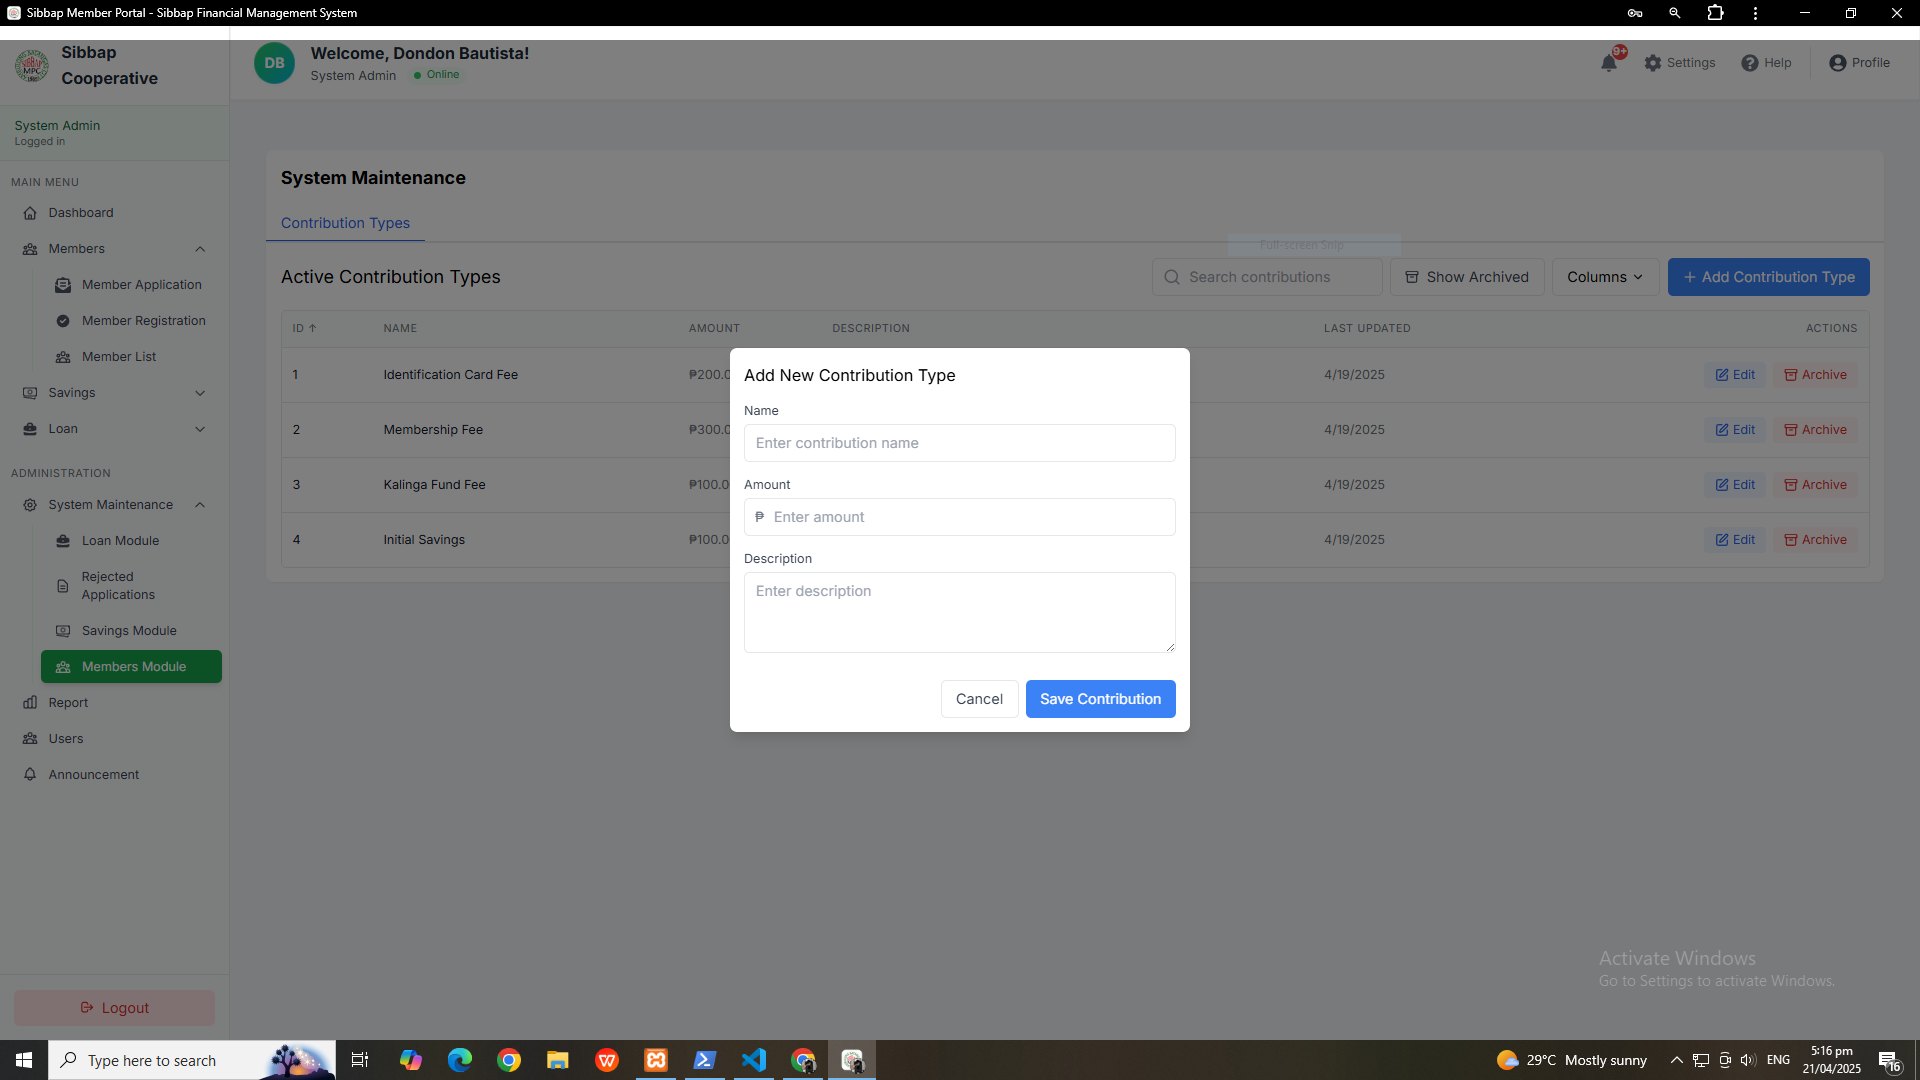 Sibbap Member Portal - Sibbap Financial Management System
Sibbap
Cooperative
System Admin
Logged in
MAIN MENU
Dashboard
Members
Member Application
Member Registration
Member List
Savings
Loan
ADMINISTRATION
System Maintenance
Loan Module
Rejected
Applications
Savings Module
Members Module
Report
Users
Announcement
Logout
DB
Welcome, Dondon Bautista!
System Admin
Online
9+
Settings
Help
Profile
System Maintenance
Contribution Types
Full-screen Snip
Active Contribution Types
Search contributions
Show Archived
Columns
+ Add Contribution Type
ID ↑ NAME AMOUNT DESCRIPTION LAST UPDATED ACTIONS
1 Identification Card Fee ₱200.0 4/19/2025 Edit Archive
2 Membership Fee ₱300.0 4/19/2025 Edit Archive
3 Kalinga Fund Fee ₱100.0 4/19/2025 Edit Archive
4 Initial Savings ₱100.0 4/19/2025 Edit Archive
Add New Contribution Type
Name
Enter contribution name
Amount
₱ Enter amount
Description
Enter description
Cancel
Save Contribution
Activate Windows
Go to Settings to activate Windows.
Type here to search
29°C Mostly sunny
ENG
5:16 pm
21/04/2025
16